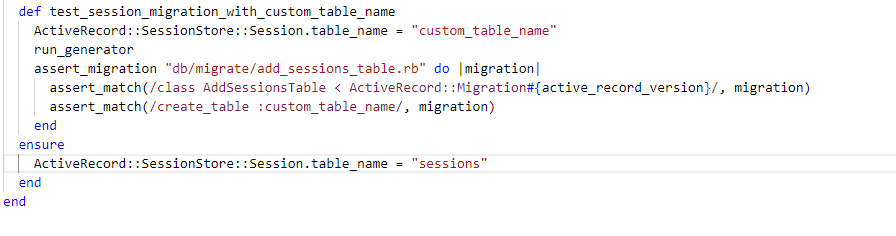 def test_session_migration_with_custom_table_name
ActiveRecord::SessionStore::Session.table_name = "custom_table_name"
run_generator
assert_migration "db/migrate/add_sessions_table.rb" do |migration|
assert_match(/class AddSessionsTable < ActiveRecord::Migration#{active_record_version}/, migration)
assert_match(/create_table :custom_table_name/, migration)
end
ensure
ActiveRecord::SessionStore::Session.table_name = "sessions"
end
end